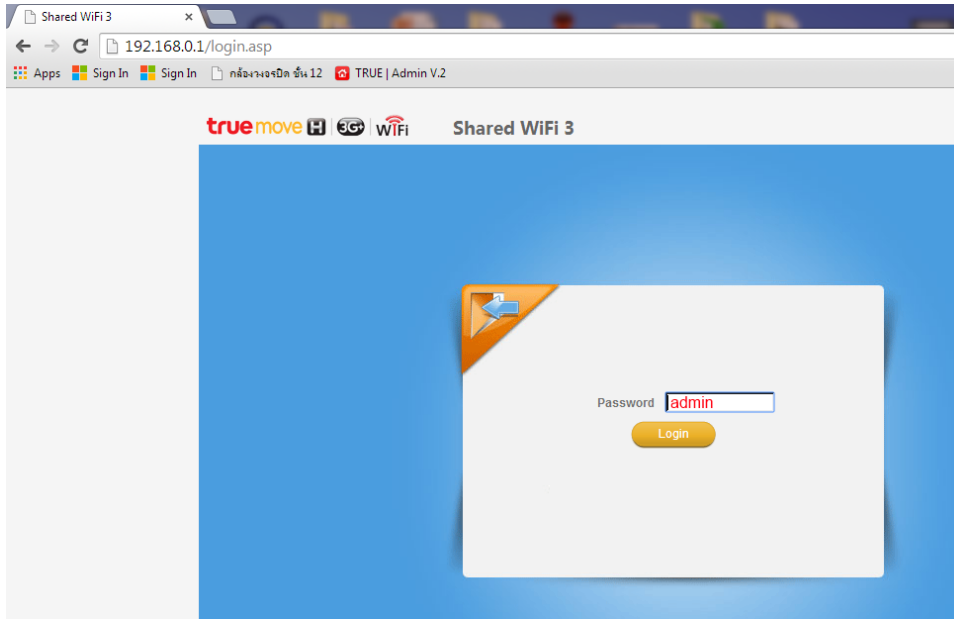 Shared WiFi 3
192.168.0.1/login.asp
Apps Sign In Sign In กล้องวงจรปิด ชั้น 12 TRUE | Admin V.2
truemove H 3G+ WiFi Shared WiFi 3
Password admin
Login